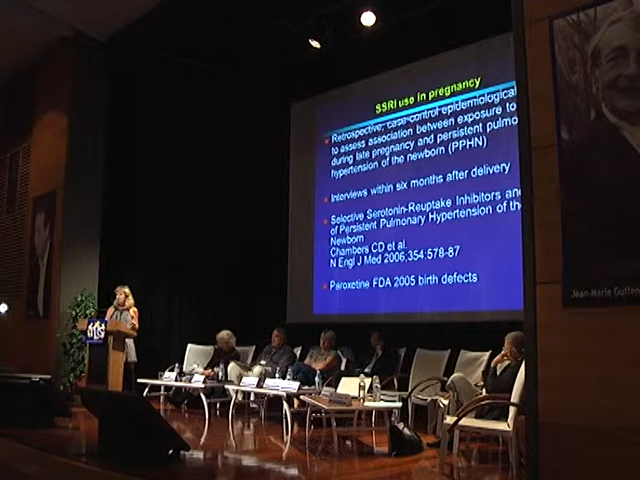 SSRI use in pregnancy
Retrospective, case-control epidemiological
to assess association between exposure to
during late pregnancy and persistent pulmo
hypertension of the newborn (PPHN)
Interviews within six months after delivery
Selective Serotonin-Reuptake Inhibitors and
of Persistent Pulmonary Hypertension of the
Newborn
Chambers CD et al.
N Engl J Med 2006;354:578-87
Paroxetine FDA 2005 birth defects
Jean-Marie